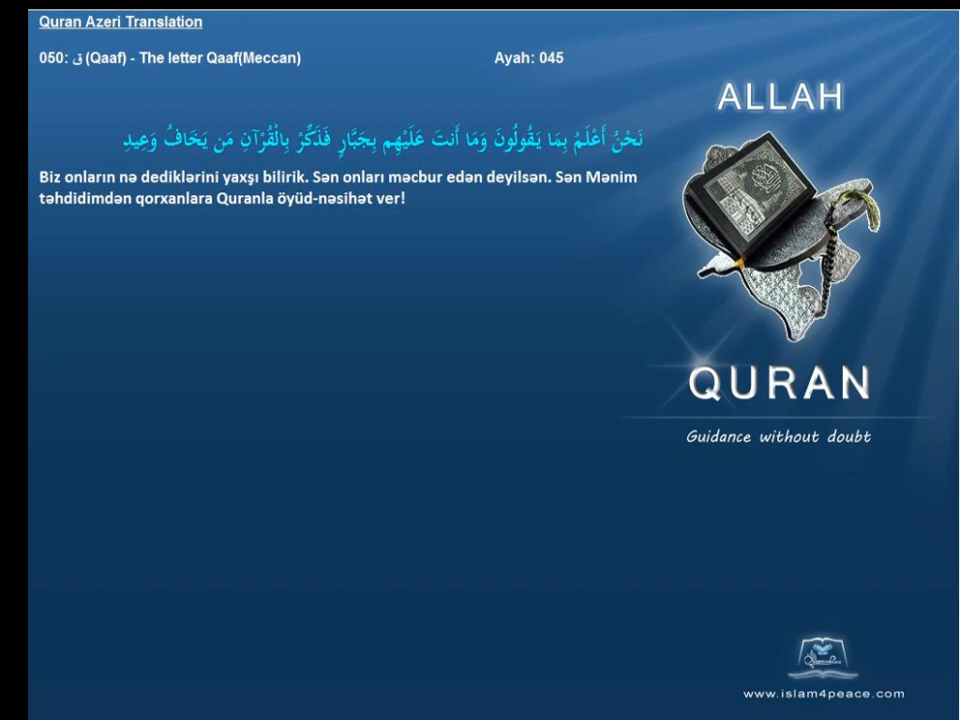 Quran Azeri Translation
050: ق (Qaaf) - The letter Qaaf(Meccan) Ayah: 045
نَحْنُ أَعْلَمُ بِمَا يَقُولُونَ وَمَا أَنتَ عَلَيْهِم بِجَبَّارٍ فَذَكِّرْ بِالْقُرْآنِ مَن يَخَافُ وَعِيدِ
Biz onların nə dediklərini yaxşı bilirik. Sən onları məcbur edən deyilsən. Sən Mənim
təhdidimdən qorxanlara Quranla öyüd-nəsihət ver!
ALLAH
QURAN
Guidance without doubt
www.islam4peace.com